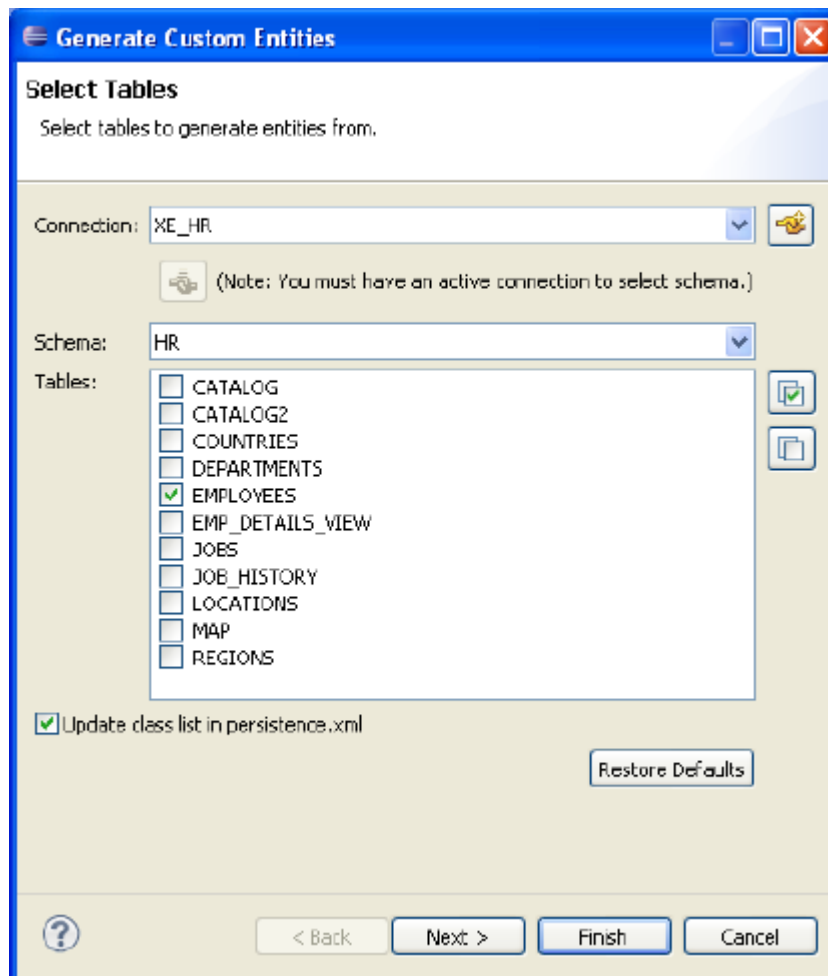 Generate Custom Entities
Select Tables
Select tables to generate entities from.
Connection: XE_HR
(Note: You must have an active connection to select schema.)
Schema: HR
Tables:
CATALOG
CATALOG2
COUNTRIES
DEPARTMENTS
EMPLOYEES
EMP_DETAILS_VIEW
JOBS
JOB_HISTORY
LOCATIONS
MAP
REGIONS
Update class list in persistence.xml
Restore Defaults
? < Back Next > Finish Cancel